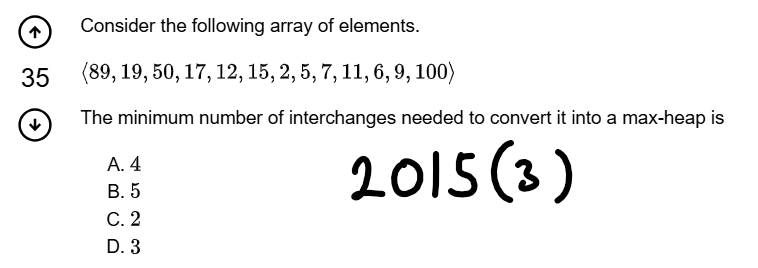 Consider the following array of elements.
35 ⟨89, 19, 50, 17, 12, 15, 2, 5, 7, 11, 6, 9, 100⟩
The minimum number of interchanges needed to convert it into a max-heap is
A. 4
B. 5
C. 2
D. 3
2015(3)